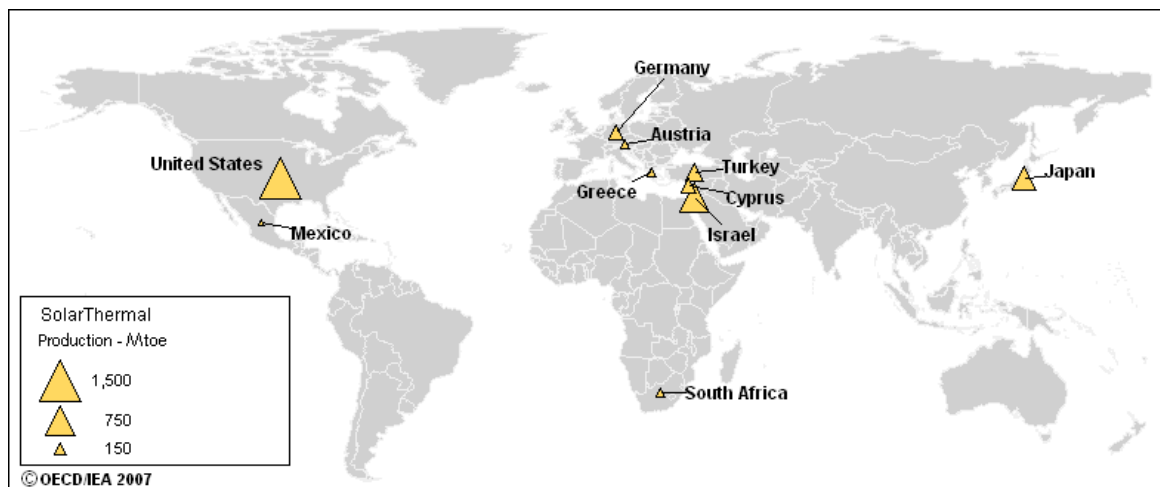 Germany
Austria
United States
Turkey
Japan
Greece
Cyprus
Mexico
Israel
SolarThermal
Production - Mtoe
1,500
750
150
South Africa
© OECD/IEA 2007